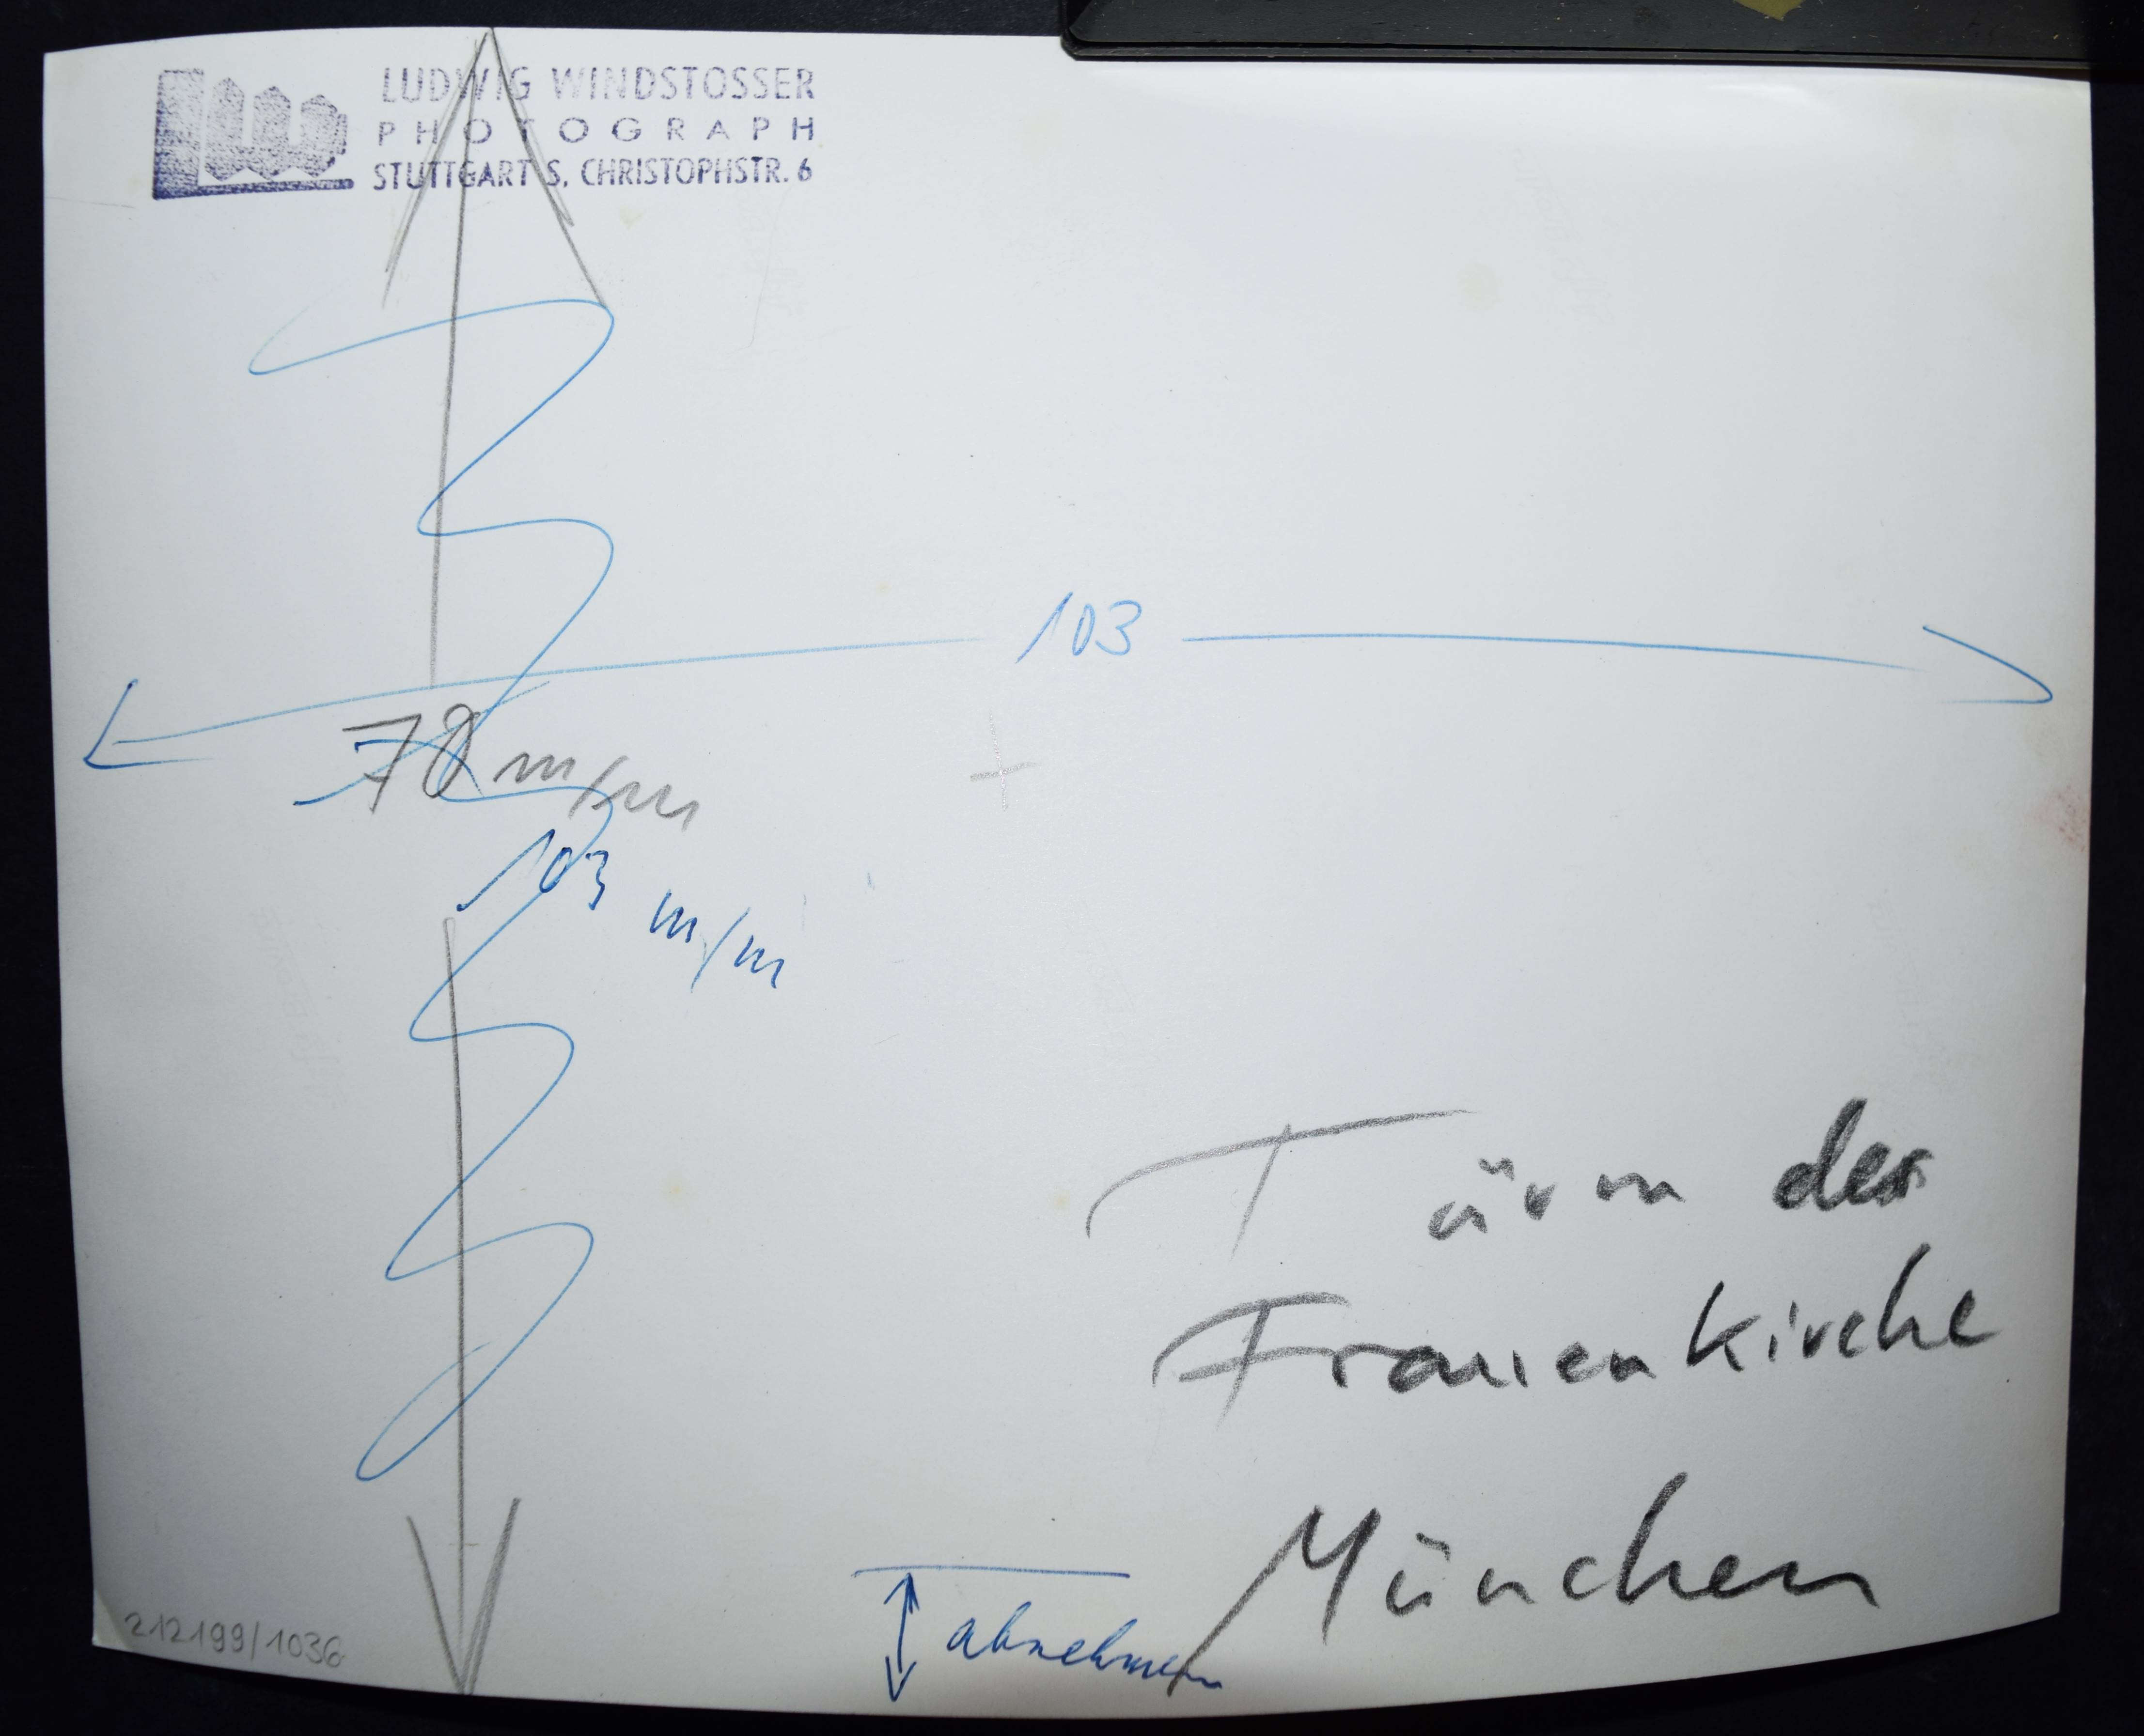 LUDWIG WINDSTOSSER
PHOTOGRAPH
STUTTGART S, CHRISTOPHSTR. 6
103
78 m/m
103 m/m
Türm der
Frauenkirche
München
abnehmen
212199/1036